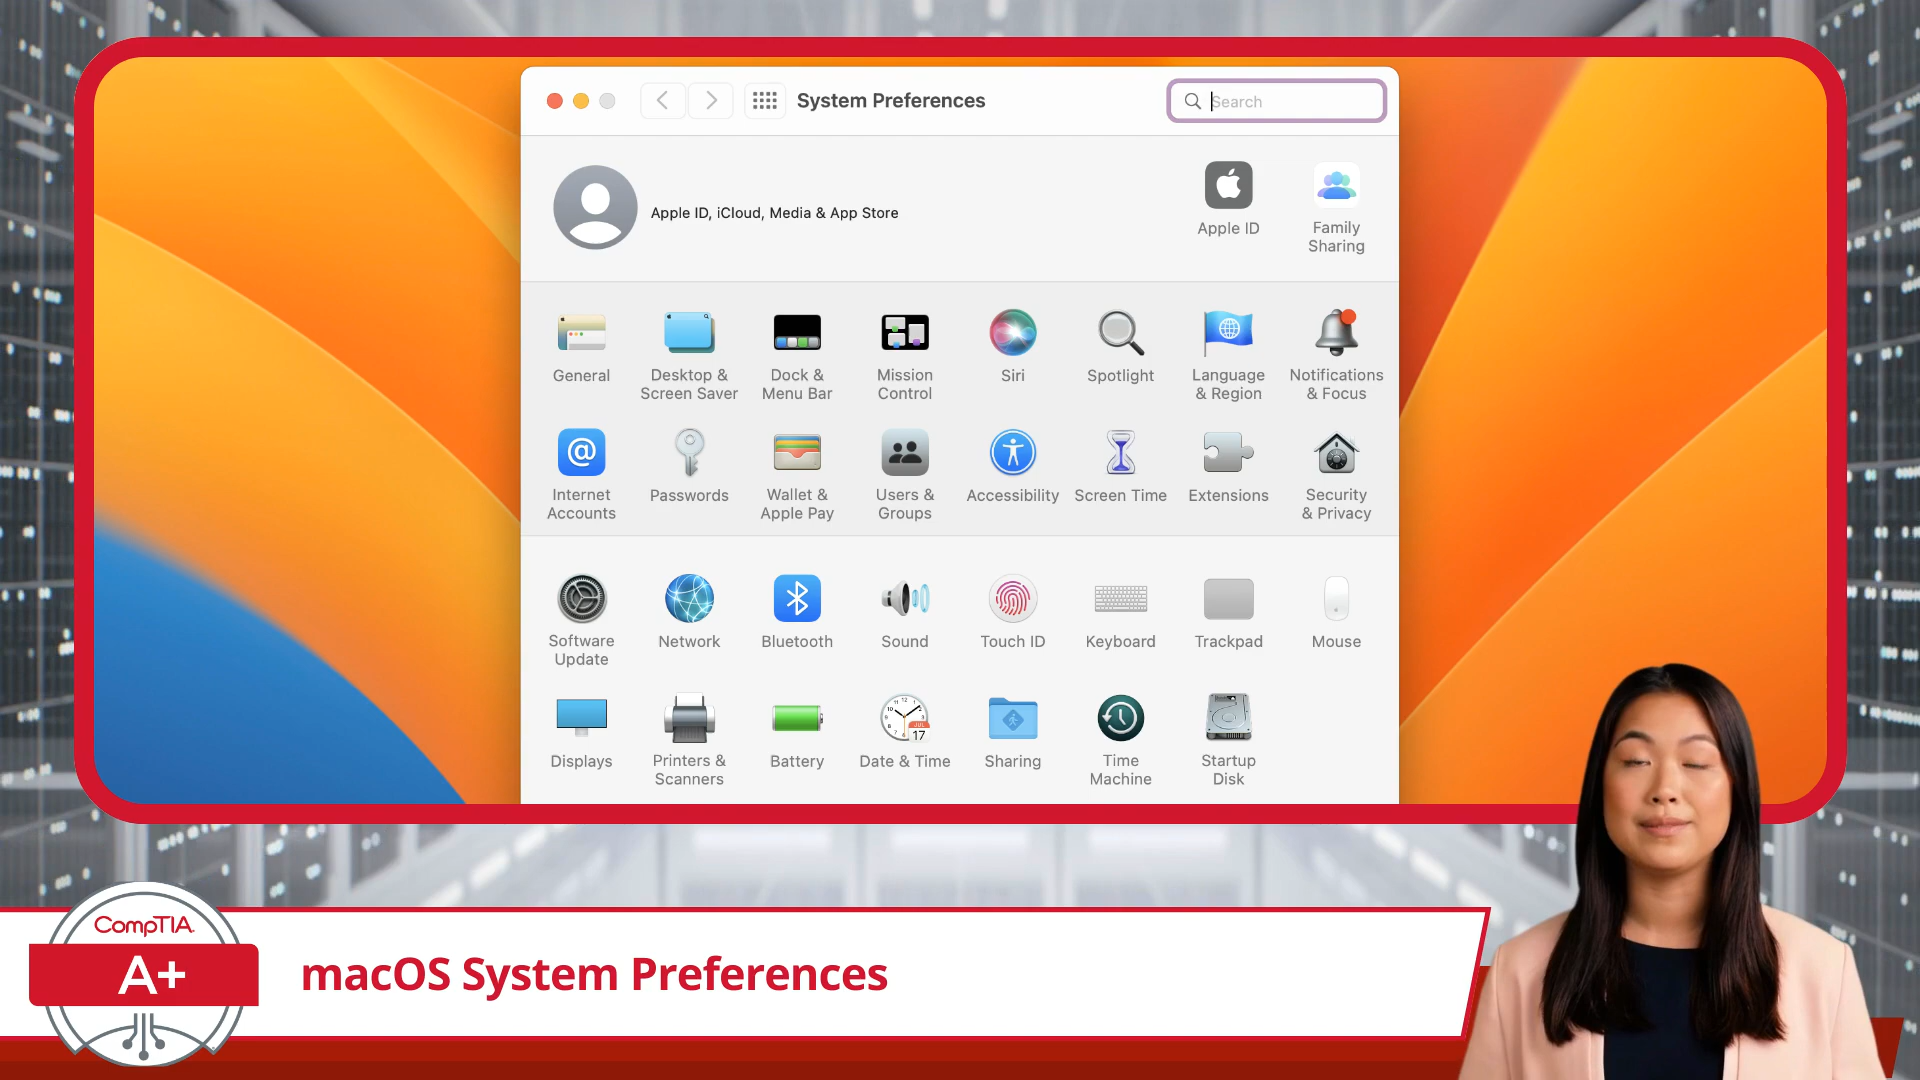 System Preferences
Search
Apple ID, iCloud, Media & App Store
Apple ID
Family
Sharing
General
Desktop &
Screen Saver
Dock &
Menu Bar
Mission
Control
Siri
Spotlight
Language
& Region
Notifications
& Focus
@
Internet
Accounts
Passwords
Wallet &
Apple Pay
Users &
Groups
Accessibility
Screen Time
Extensions
Security
& Privacy
Software
Update
Network
Bluetooth
Sound
Touch ID
Keyboard
Trackpad
Mouse
Displays
Printers &
Scanners
Battery
JUL
17
Date & Time
Sharing
Time
Machine
Startup
Disk
CompTIA.
A+
macOS System Preferences